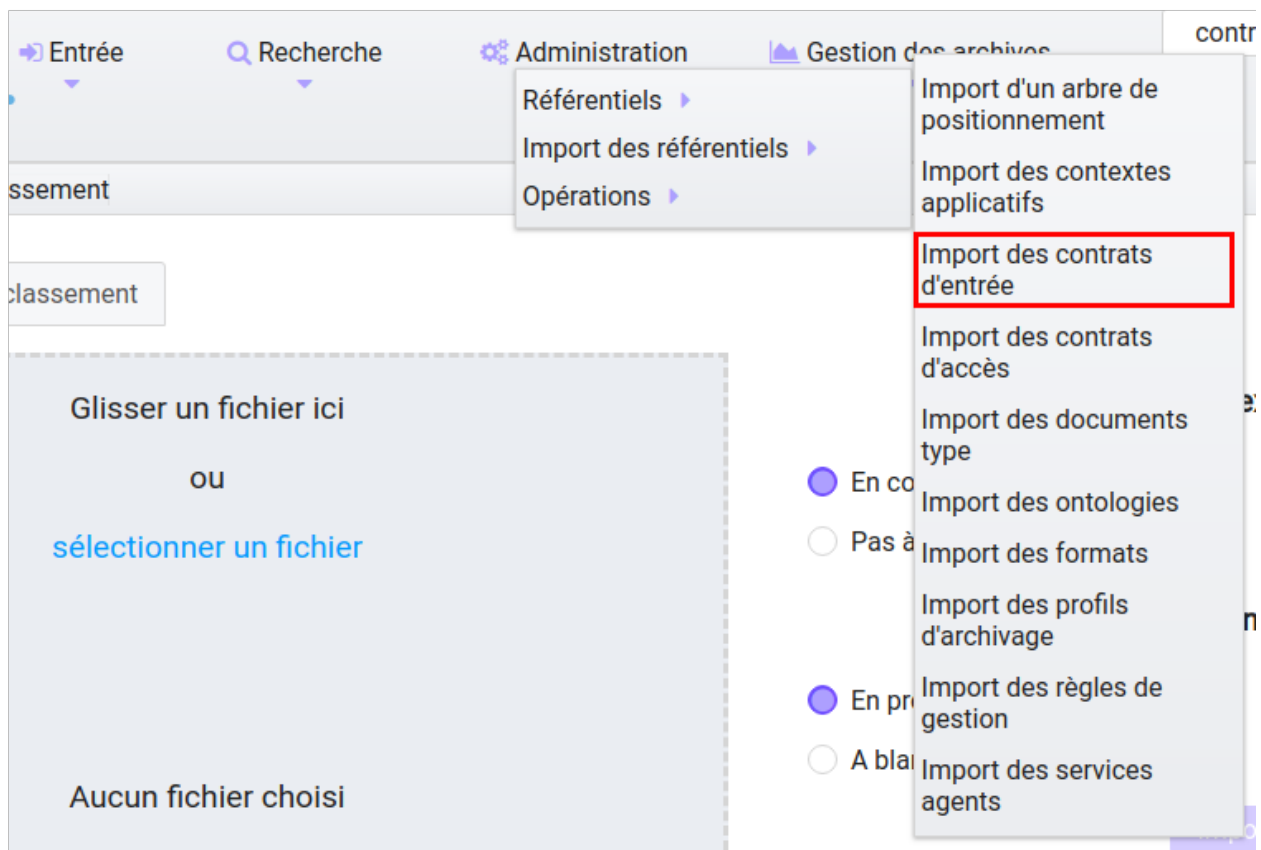 Entrée
Recherche
Administration
Gestion des archives
contr
Référentiels
Import des référentiels
Opérations
Import d'un arbre de
positionnement
Import des contextes
applicatifs
Import des contrats
d'entrée
Import des contrats
d'accès
Import des documents
type
Import des ontologies
Import des formats
Import des profils
d'archivage
Import des règles de
gestion
Import des services
agents
ssement
classement
Glisser un fichier ici
ou
sélectionner un fichier
Aucun fichier choisi
En co
Pas à
En pr
A bla